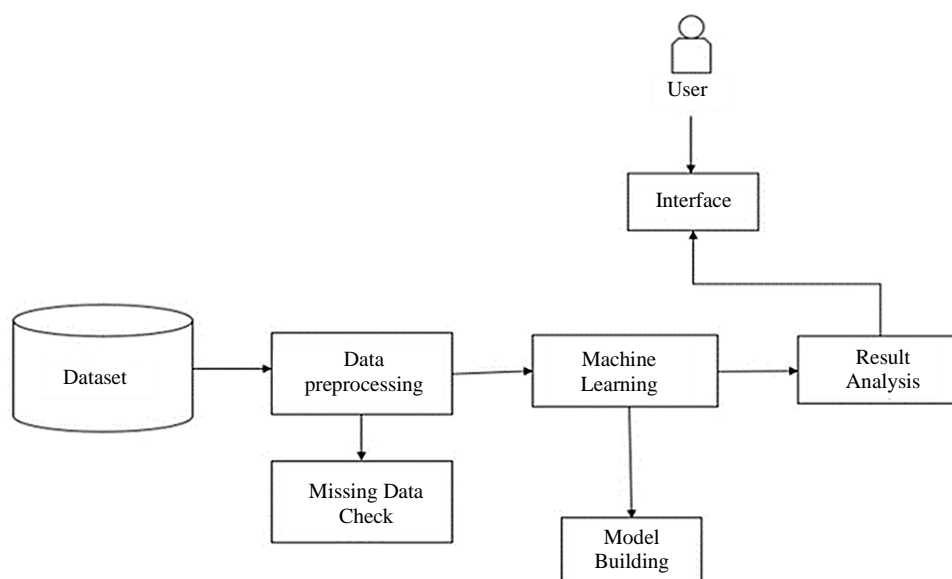 User
Interface
Dataset
Data
preprocessing
Machine
Learning
Result
Analysis
Missing Data
Check
Model
Building